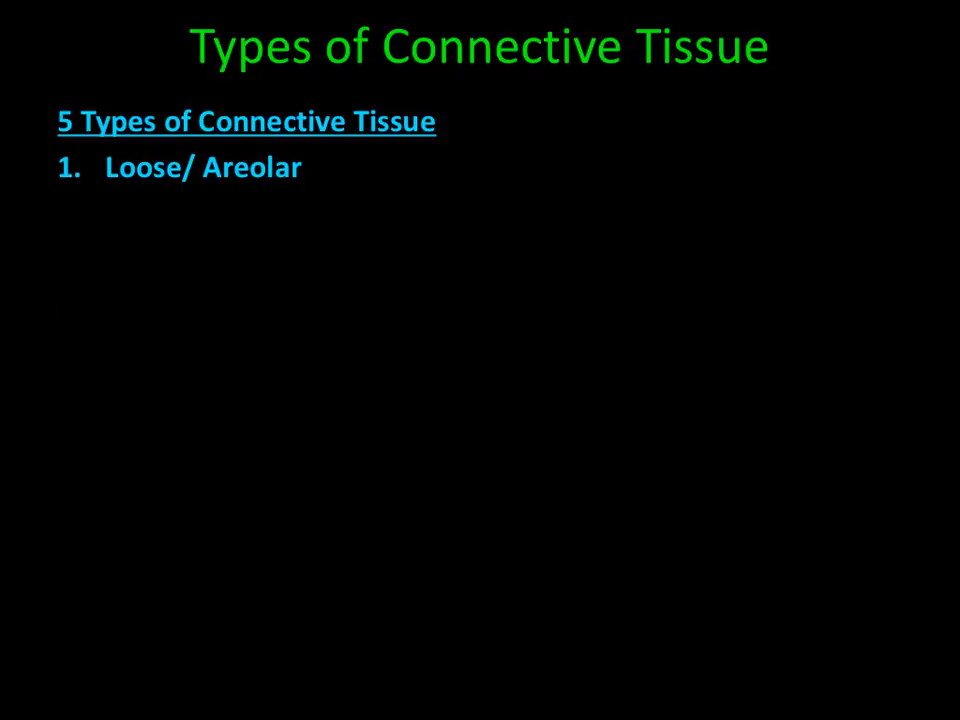 Types of Connective Tissue
5 Types of Connective Tissue
1. Loose/ Areolar